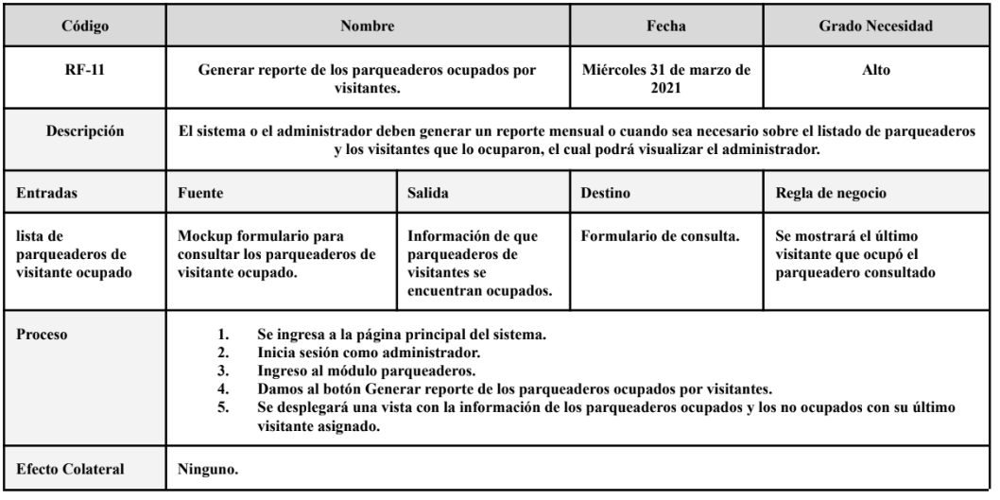 Código Nombre Fecha Grado Necesidad
RF-11
Generar reporte de los parqueaderos ocupados por
visitantes.
Miércoles 31 de marzo de
2021
Alto
Descripción
El sistema o el administrador deben generar un reporte mensual o cuando sea necesario sobre el listado de parqueaderos
y los visitantes que lo ocuparon, el cual podrá visualizar el administrador.
Entradas Fuente Salida Destino Regla de negocio
lista de
parqueaderos de
visitante ocupado
Mockup formulario para
consultar los parqueaderos de
visitante ocupado.
Información de que
parqueaderos de
visitantes se
encuentran ocupados.
Formulario de consulta.
Se mostrará el último
visitante que ocupó el
parqueadero consultado
Proceso
1. Se ingresa a la página principal del sistema.
2. Inicia sesión como administrador.
3. Ingreso al módulo parqueaderos.
4. Damos al botón Generar reporte de los parqueaderos ocupados por visitantes.
5. Se desplegará una vista con la información de los parqueaderos ocupados y los no ocupados con su último
visitante asignado.
Efecto Colateral Ninguno.